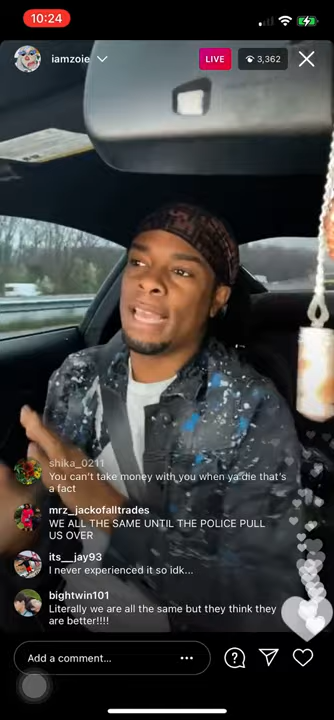 10:24
iamzoie
LIVE
3,362
shika_0211
You can't take money with you when ya die that's
a fact
mrz_jackofalltrades
WE ALL THE SAME UNTIL THE POLICE PULL
US OVER
its__jay93
I never experienced it so idk...
bightwin101
Literally we are all the same but they think they
are better!!!!
Add a comment...